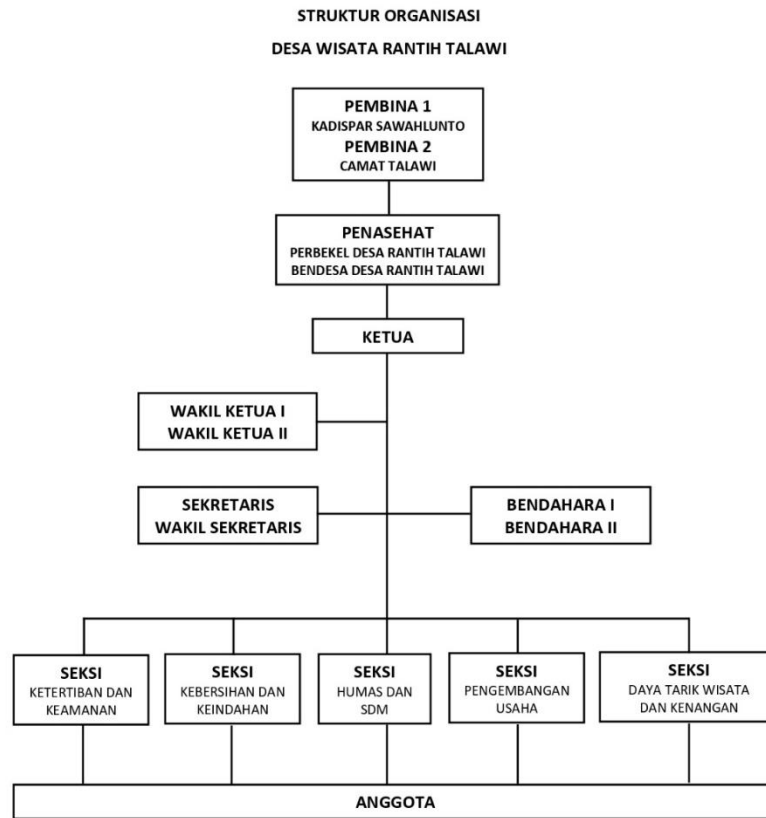 STRUKTUR ORGANISASI
DESA WISATA RANTIH TALAWI
PEMBINA 1
KADISPAR SAWAHLUNTO
PEMBINA 2
CAMAT TALAWI
PENASEHAT
PERBEKEL DESA RANTIH TALAWI
BENDESA DESA RANTIH TALAWI
KETUA
WAKIL KETUA I
WAKIL KETUA II
SEKRETARIS
WAKIL SEKRETARIS
BENDAHARA I
BENDAHARA II
SEKSI
KETERTIBAN DAN
KEAMANAN
SEKSI
KEBERSIHAN DAN
KEINDAHAN
SEKSI
HUMAS DAN
SDM
SEKSI
PENGEMBANGAN
USAHA
SEKSI
DAYA TARIK WISATA
DAN KENANGAN
ANGGOTA